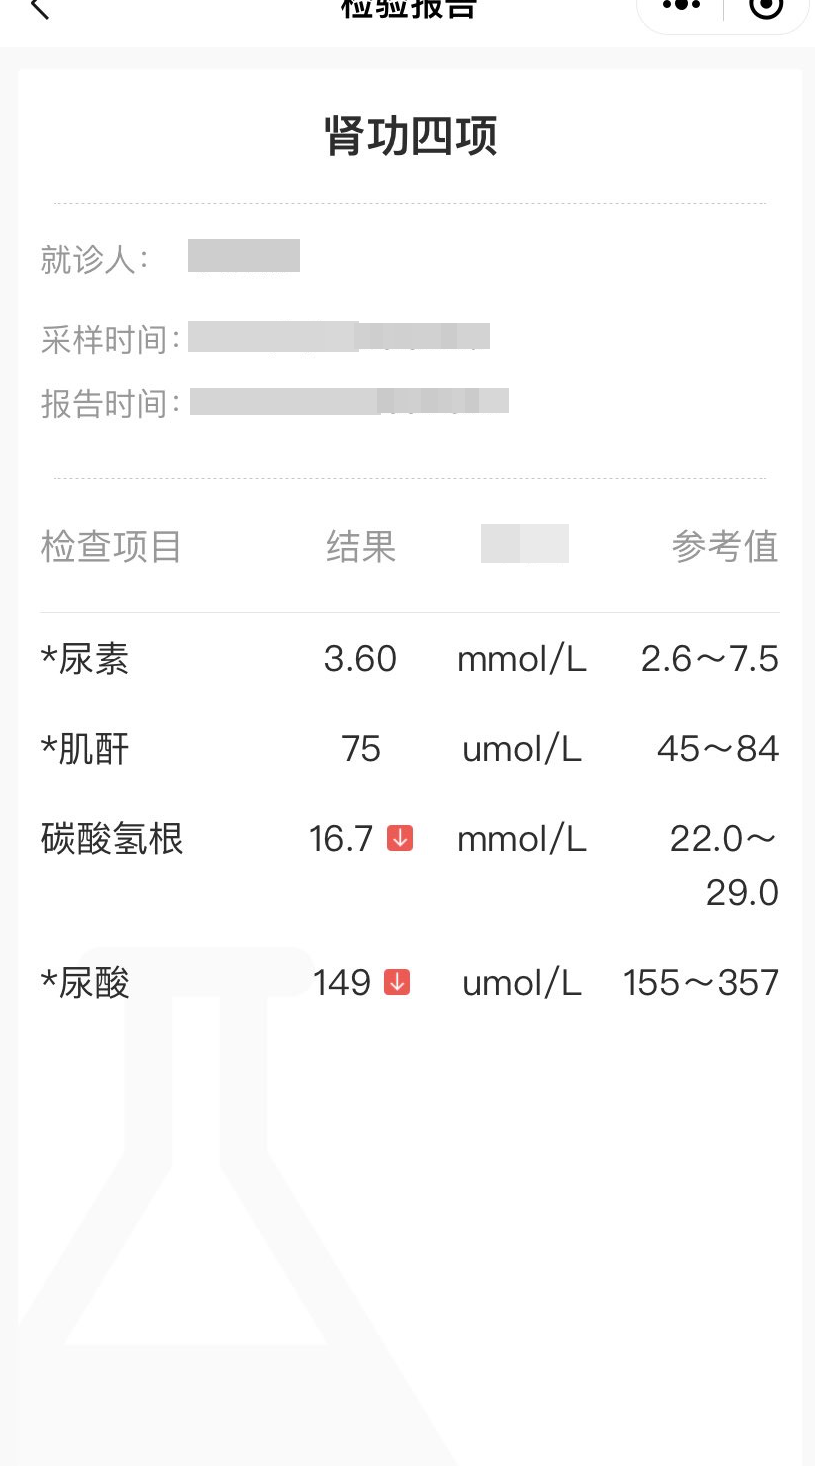 检验报告
肾功四项
就诊人：
采样时间：
报告时间：
检查项目 结果 参考值
*尿素 3.60 mmol/L 2.6～7.5
*肌酐 75 umol/L 45～84
碳酸氢根 16.7 ↓ mmol/L 22.0～
29.0
*尿酸 149 ↓ umol/L 155～357